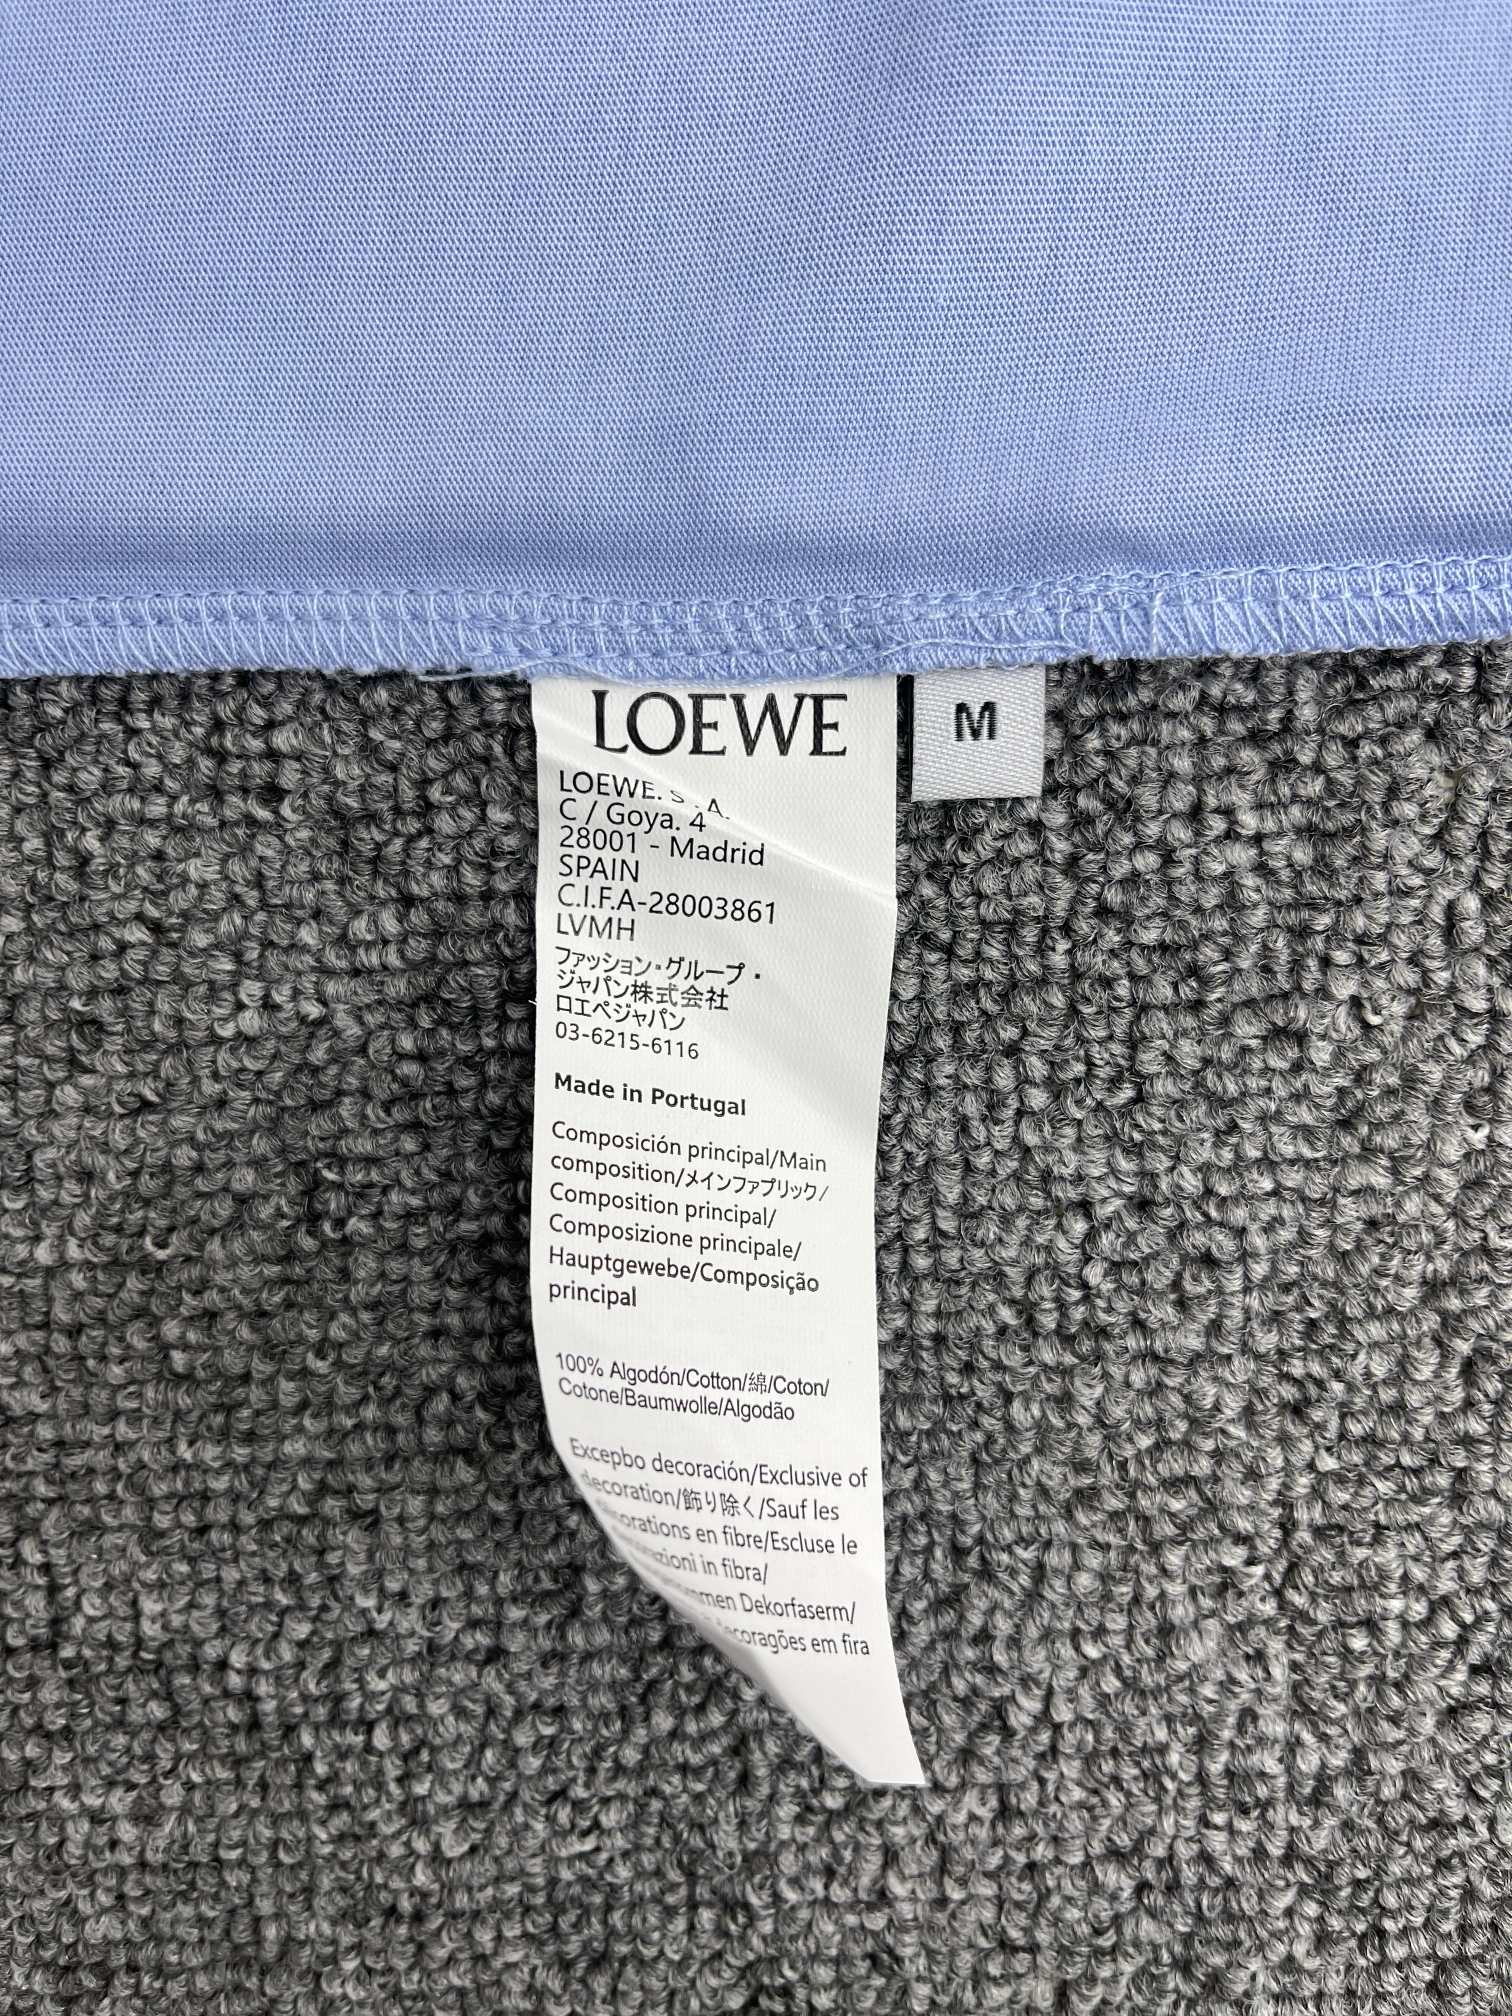 LOEWE
M
LOEWE. S.A.
C / Goya. 4
28001 - Madrid
SPAIN
C.I.F.A-28003861
LVMH
ファッション・グループ・
ジャパン株式会社
ロエベジャパン
03-6215-6116
Made in Portugal
Composición principal/Main
composition/メインファブリック/
Composition principal/
Composizione principale/
Hauptgewebe/Composição
principal
100% Algodón/Cotton/綿/Coton/
Cotone/Baumwolle/Algodão
Excepbo decoración/Exclusive of
decoration/飾り除く/Sauf les
en fibre/Escluse le
in fibra/
Dekorfaserm/
em fira